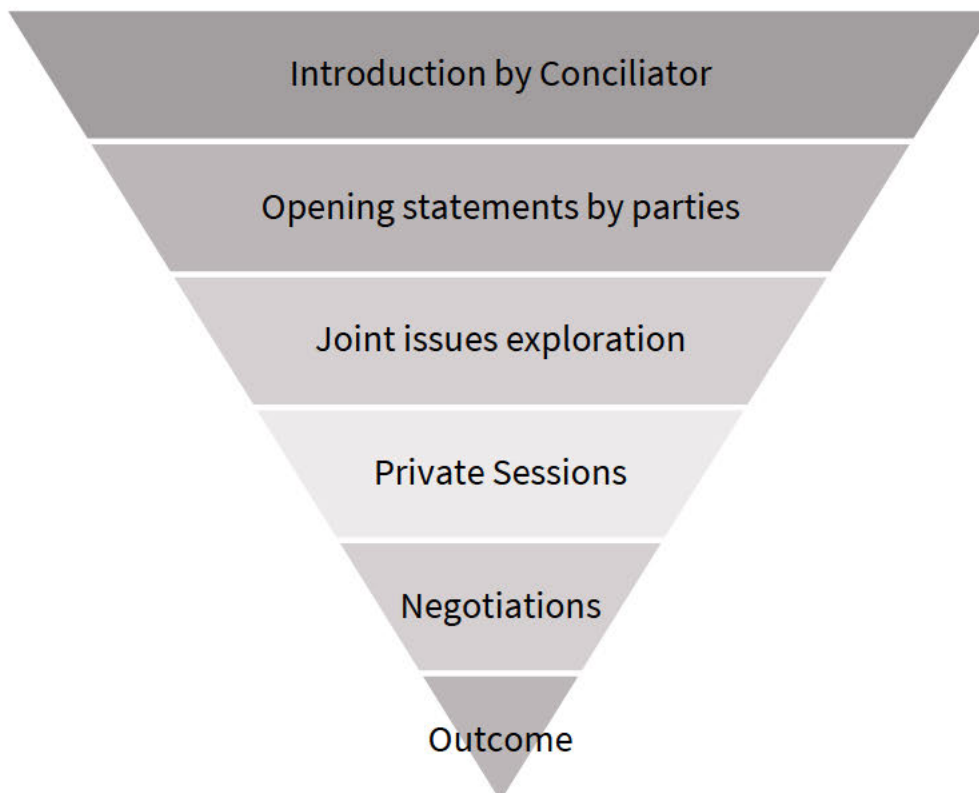 Introduction by Conciliator
Opening statements by parties
Joint issues exploration
Private Sessions
Negotiations
Outcome